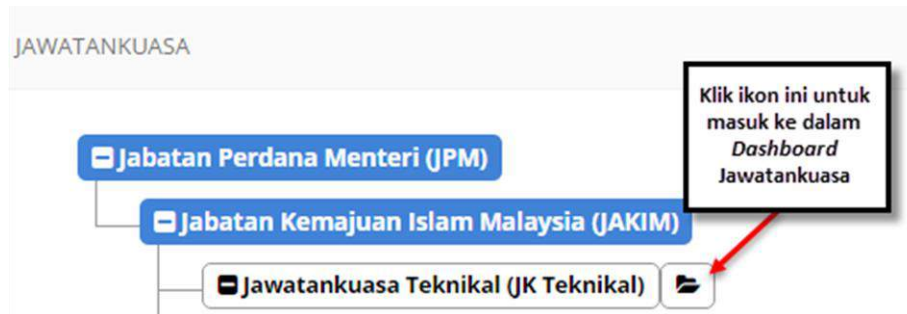 JAWATANKUASA
Klik ikon ini untuk
masuk ke dalam
Dashboard
Jawatankuasa
Jabatan Perdana Menteri (JPM)
Jabatan Kemajuan Islam Malaysia (JAKIM)
Jawatankuasa Teknikal (JK Teknikal)